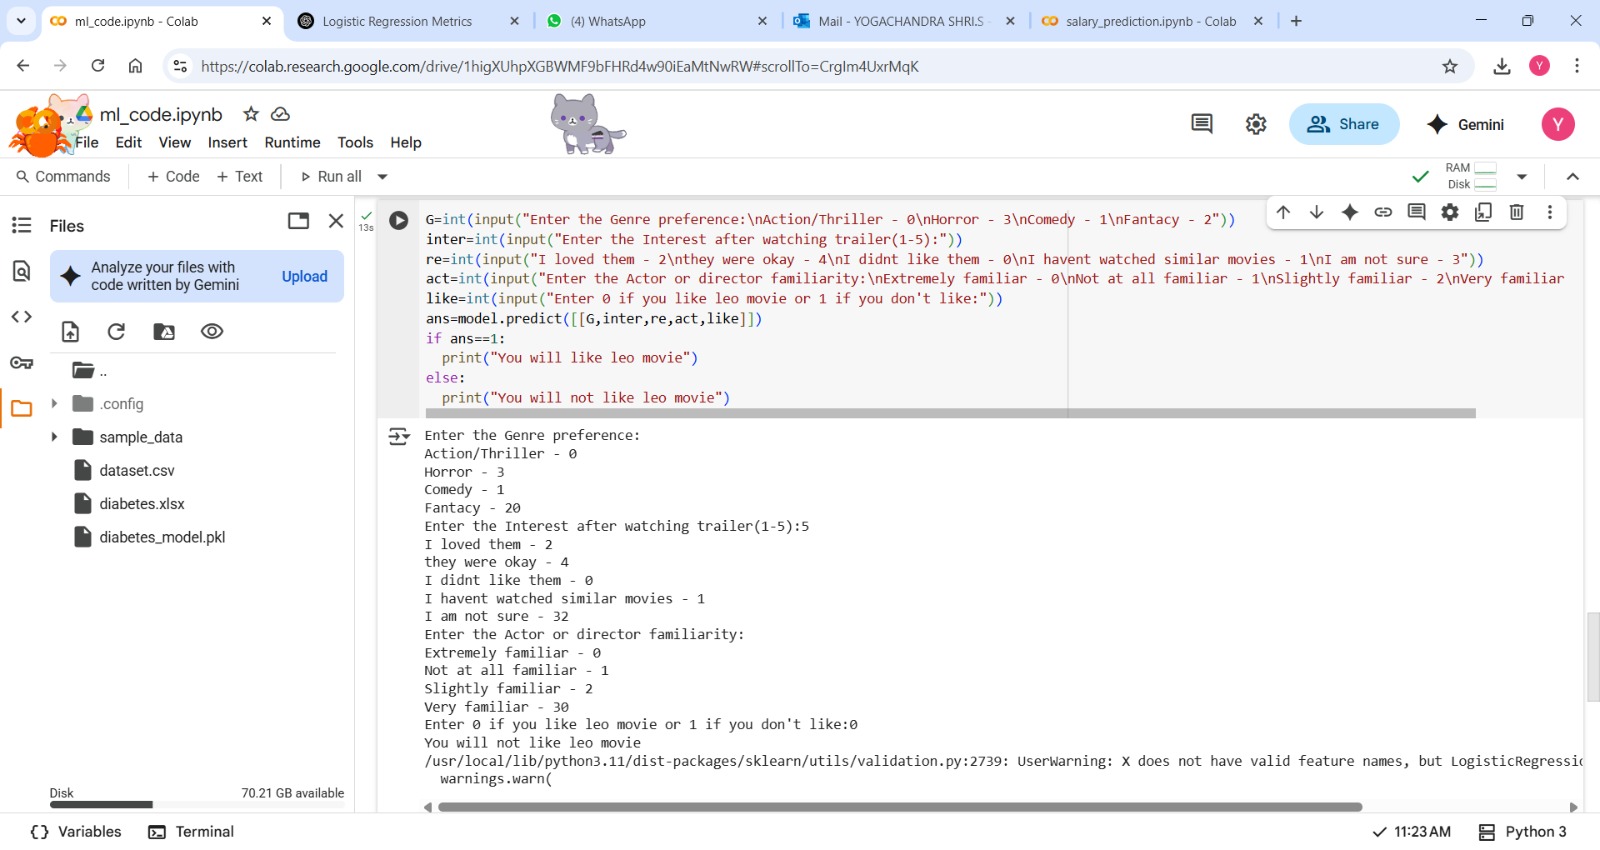 ml_code.ipynb - Colab
Logistic Regression Metrics
(4) WhatsApp
Mail - YOGACHANDRA SHRI.S -
salary_prediction.ipynb - Colab
https://colab.research.google.com/drive/1higXUhpXGBWMF9bFHRd4w90iEaMtNwRW#scrollTo=CrgIm4UxrMqK
Y
ml_code.ipynb
File Edit View Insert Runtime Tools Help
Share
Gemini
Y
Commands + Code + Text Run all
RAM
Disk
Files
Analyze your files with
code written by Gemini
Upload
..
.config
sample_data
dataset.csv
diabetes.xlsx
diabetes_model.pkl
Disk 70.21 GB available
13s
G=int(input("Enter the Genre preference:\nAction/Thriller - 0\nHorror - 3\nComedy - 1\nFantacy - 2"))
inter=int(input("Enter the Interest after watching trailer(1-5):"))
re=int(input("I loved them - 2\nthey were okay - 4\nI didnt like them - 0\nI havent watched similar movies - 1\nI am not sure - 3"))
act=int(input("Enter the Actor or director familiarity:\nExtremely familiar - 0\nNot at all familiar - 1\nSlightly familiar - 2\nVery familiar
like=int(input("Enter 0 if you like leo movie or 1 if you don't like:"))
ans=model.predict([[G,inter,re,act,like]])
if ans==1:
  print("You will like leo movie")
else:
  print("You will not like leo movie")
Enter the Genre preference:
Action/Thriller - 0
Horror - 3
Comedy - 1
Fantacy - 20
Enter the Interest after watching trailer(1-5):5
I loved them - 2
they were okay - 4
I didnt like them - 0
I havent watched similar movies - 1
I am not sure - 32
Enter the Actor or director familiarity:
Extremely familiar - 0
Not at all familiar - 1
Slightly familiar - 2
Very familiar - 30
Enter 0 if you like leo movie or 1 if you don't like:0
You will not like leo movie
/usr/local/lib/python3.11/dist-packages/sklearn/utils/validation.py:2739: UserWarning: X does not have valid feature names, but LogisticRegressic
  warnings.warn(
Variables Terminal
11:23 AM Python 3